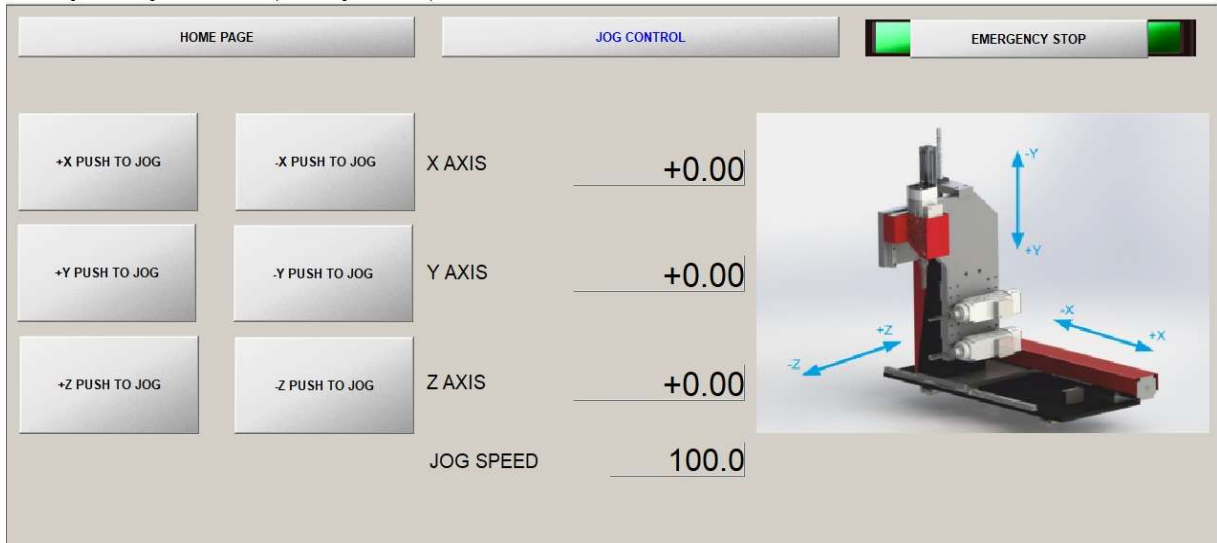 HOME PAGE
JOG CONTROL
EMERGENCY STOP
+X PUSH TO JOG
-X PUSH TO JOG
X AXIS
+0.00
+Y PUSH TO JOG
-Y PUSH TO JOG
Y AXIS
+0.00
+Z PUSH TO JOG
-Z PUSH TO JOG
Z AXIS
+0.00
JOG SPEED
100.0
-Y
+Y
-X
+X
+Z
-Z